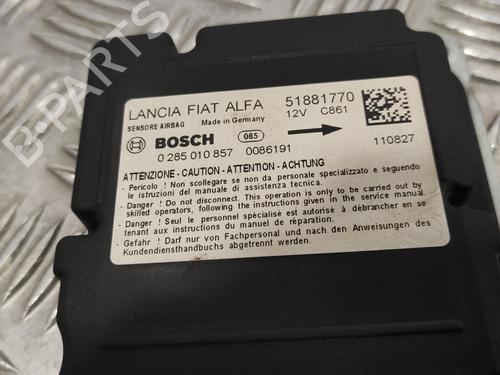 B-PARTS
LANCIA FIAT ALFA 51881770
SENSORE AIRBAG Made in Germany 12V C861
BOSCH 085
0 285 010 857 0086191 110827
ATTENZIONE - CAUTION - ATTENTION - ACHTUNG
- Pericolo ! Non scollegare se non da personale specializzato e seguendo
le istruzioni del manuale di assistenza tecnica.
- Danger ! Do not disconnect. This operation is only to be carried out by
skilled operators, following the instructions given in the service manual.
- Danger ! Seul le personnel spécialisé est autorisé à débrancher en se
tenant aux instructions du manuel de réparation.
- Gefahr ! Darf nur von Fachpersonal und nach den Anweisungen des
Kundendiensthandbuches abgetrennt werden.